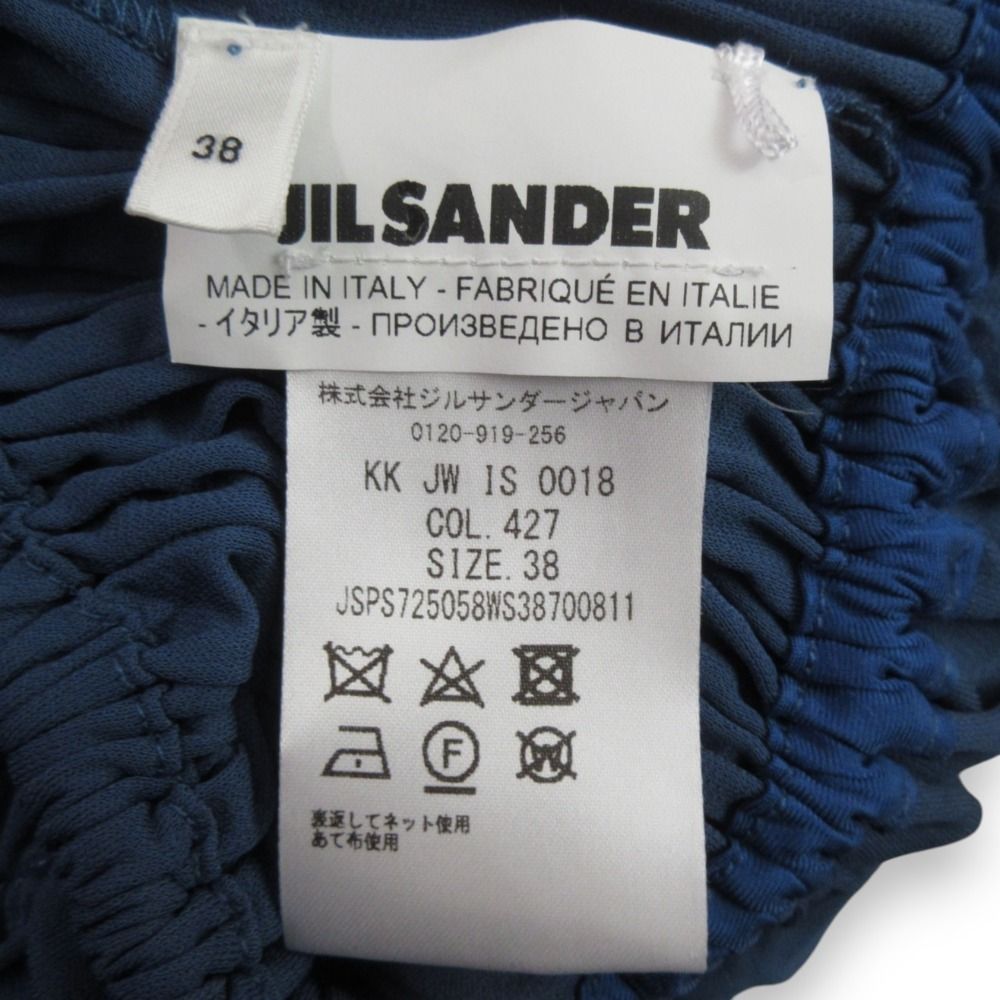 38
JIL SANDER
MADE IN ITALY - FABRIQUÉ EN ITALIE
- イタリア製 - ПРОИЗВЕДЕНО В ИТАЛИИ
株式会社ジルサンダージャパン
0120-919-256
KK JW IS 0018
COL. 427
SIZE. 38
JSPS725058WS38700811
F
W
裏返してネット使用
あて布使用